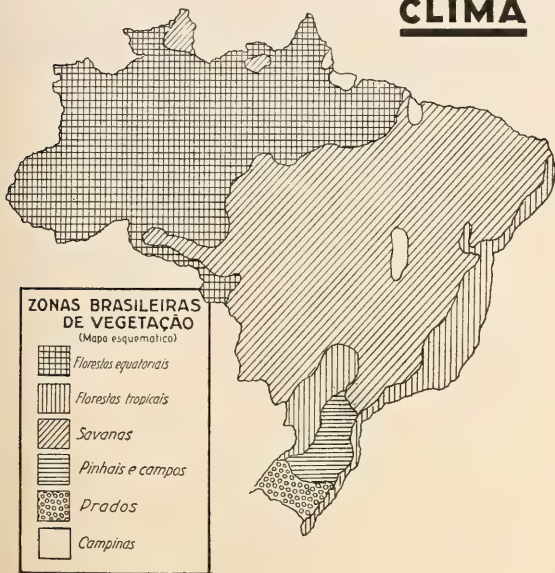 CLIMA
ZONAS BRASILEIRAS
DE VEGETAÇÃO
(Mapa esquematico)
Florestas equatoriais
Florestas tropicais
Savanas
Pinhais e campos
Prados
Campinas